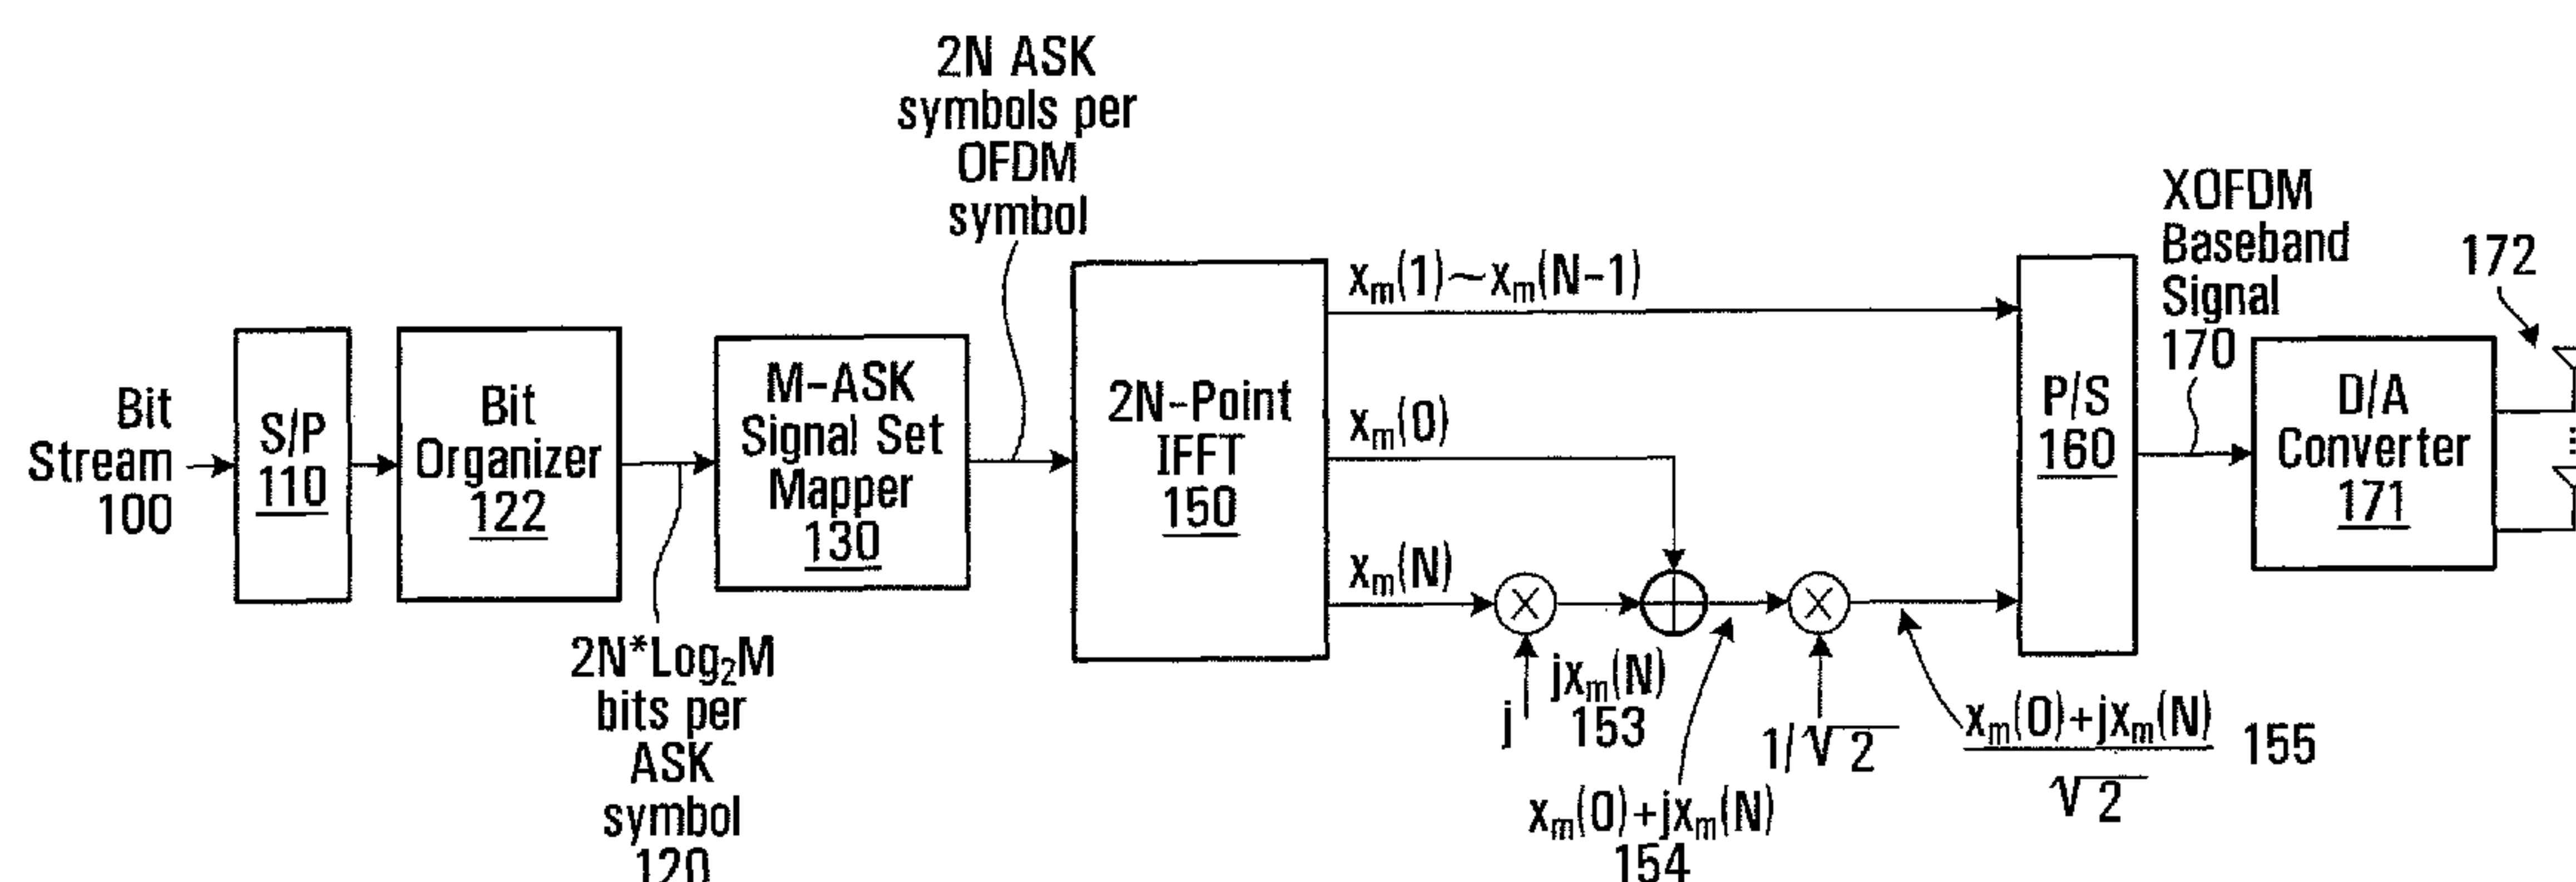 Bit
Stream
100
S/P
110
Bit
Organizer
122
2N*Log₂M
bits per
ASK
symbol
120
M-ASK
Signal Set
Mapper
130
2N ASK
symbols per
OFDM
symbol
2N-Point
IFFT
150
xₘ(1)~xₘ(N-1)
xₘ(0)
xₘ(N)
j
jxₘ(N)
153
xₘ(0)+jxₘ(N)
154
1/√2
xₘ(0)+jxₘ(N)
√2
155
P/S
160
XOFDM
Baseband
Signal
170
D/A
Converter
171
172